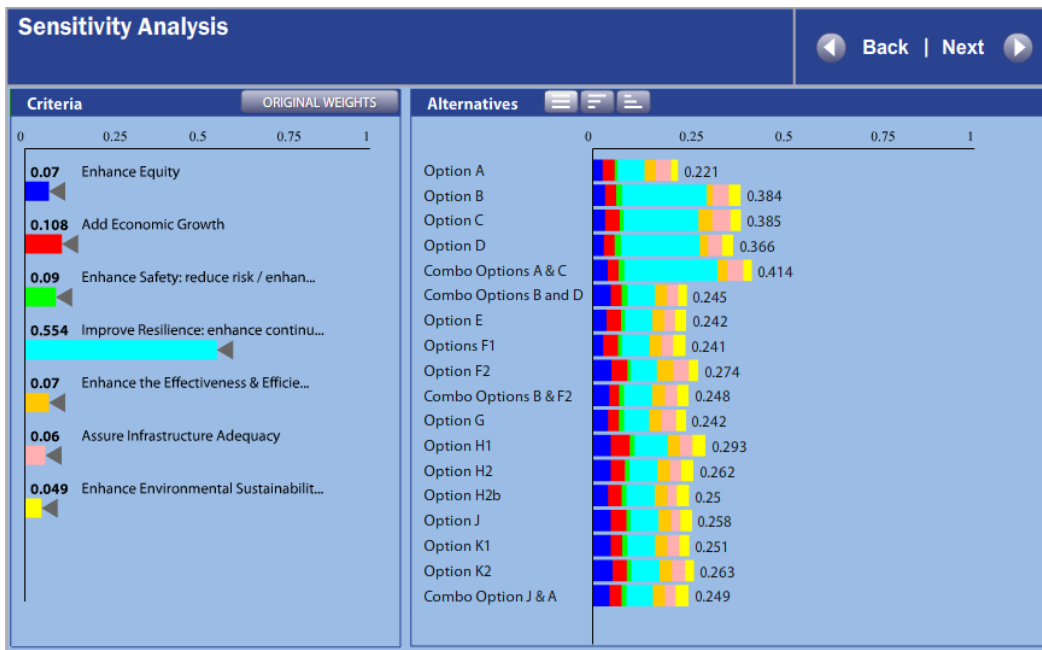 Sensitivity Analysis
Back | Next
Criteria
ORIGINAL WEIGHTS
0 0.25 0.5 0.75 1
0.07 Enhance Equity
0.108 Add Economic Growth
0.09 Enhance Safety: reduce risk / enhan...
0.554 Improve Resilience: enhance continu...
0.07 Enhance the Effectiveness & Efficie...
0.06 Assure Infrastructure Adequacy
0.049 Enhance Environmental Sustainabilit...
Alternatives
0 0.25 0.5 0.75 1
Option A 0.221
Option B 0.384
Option C 0.385
Option D 0.366
Combo Options A & C 0.414
Combo Options B and D 0.245
Option E 0.242
Options F1 0.241
Option F2 0.274
Combo Options B & F2 0.248
Option G 0.242
Option H1 0.293
Option H2 0.262
Option H2b 0.25
Option J 0.258
Option K1 0.251
Option K2 0.263
Combo Option J & A 0.249